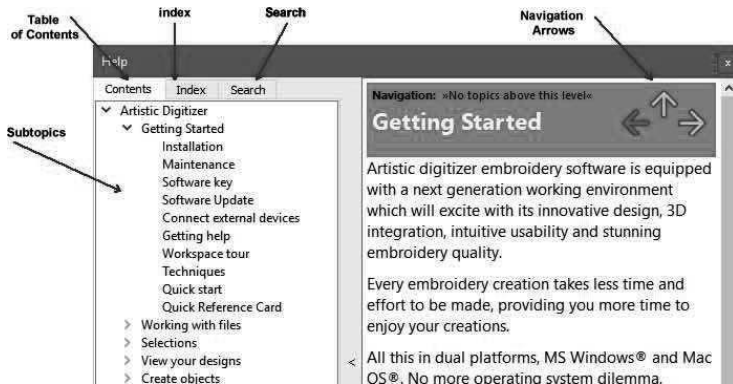 Table
of Contents
index
Search
Navigation
Arrows
Help
Contents
Index
Search
Subtopics
Artistic Digitizer
Getting Started
Installation
Maintenance
Software key
Software Update
Connect external devices
Getting help
Workspace tour
Techniques
Quick start
Quick Reference Card
Working with files
Selections
View your designs
Create objects
Navigation: »No topics above this level«
Getting Started
Artistic digitizer embroidery software is equipped
with a next generation working environment
which will excite with its innovative design, 3D
integration, intuitive usability and stunning
embroidery quality.
Every embroidery creation takes less time and
effort to be made, providing you more time to
enjoy your creations.
All this in dual platforms, MS Windows® and Mac
OS®. No more operating system dilemma.